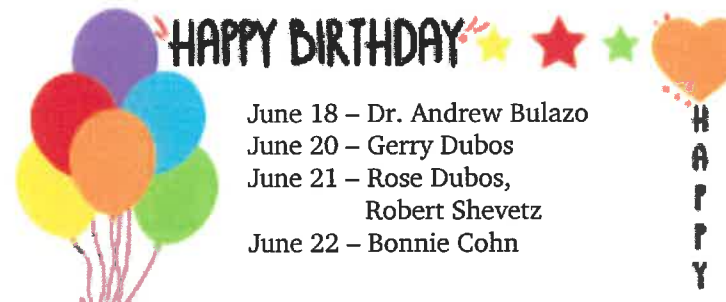 HAPPY BIRTHDAY
June 18 – Dr. Andrew Bulazo
June 20 – Gerry Dubos
June 21 – Rose Dubos,
Robert Shevetz
June 22 – Bonnie Cohn
HAPPY